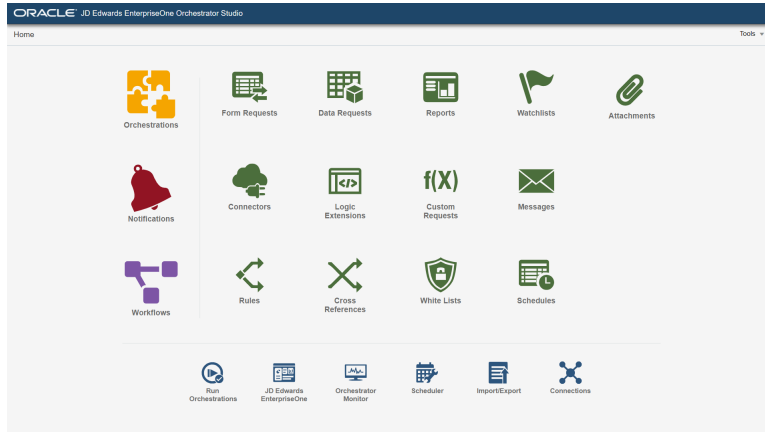 ORACLE JD Edwards EnterpriseOne Orchestrator Studio
Home
Tools
Orchestrations
Form Requests
Data Requests
Reports
Watchlists
Attachments
Notifications
Connectors
</>
Logic
Extensions
f(X)
Custom
Requests
Messages
Workflows
Rules
Cross
References
White Lists
Schedules
Run
Orchestrations
JD Edwards
EnterpriseOne
Orchestrator
Monitor
Scheduler
Import/Export
Connections